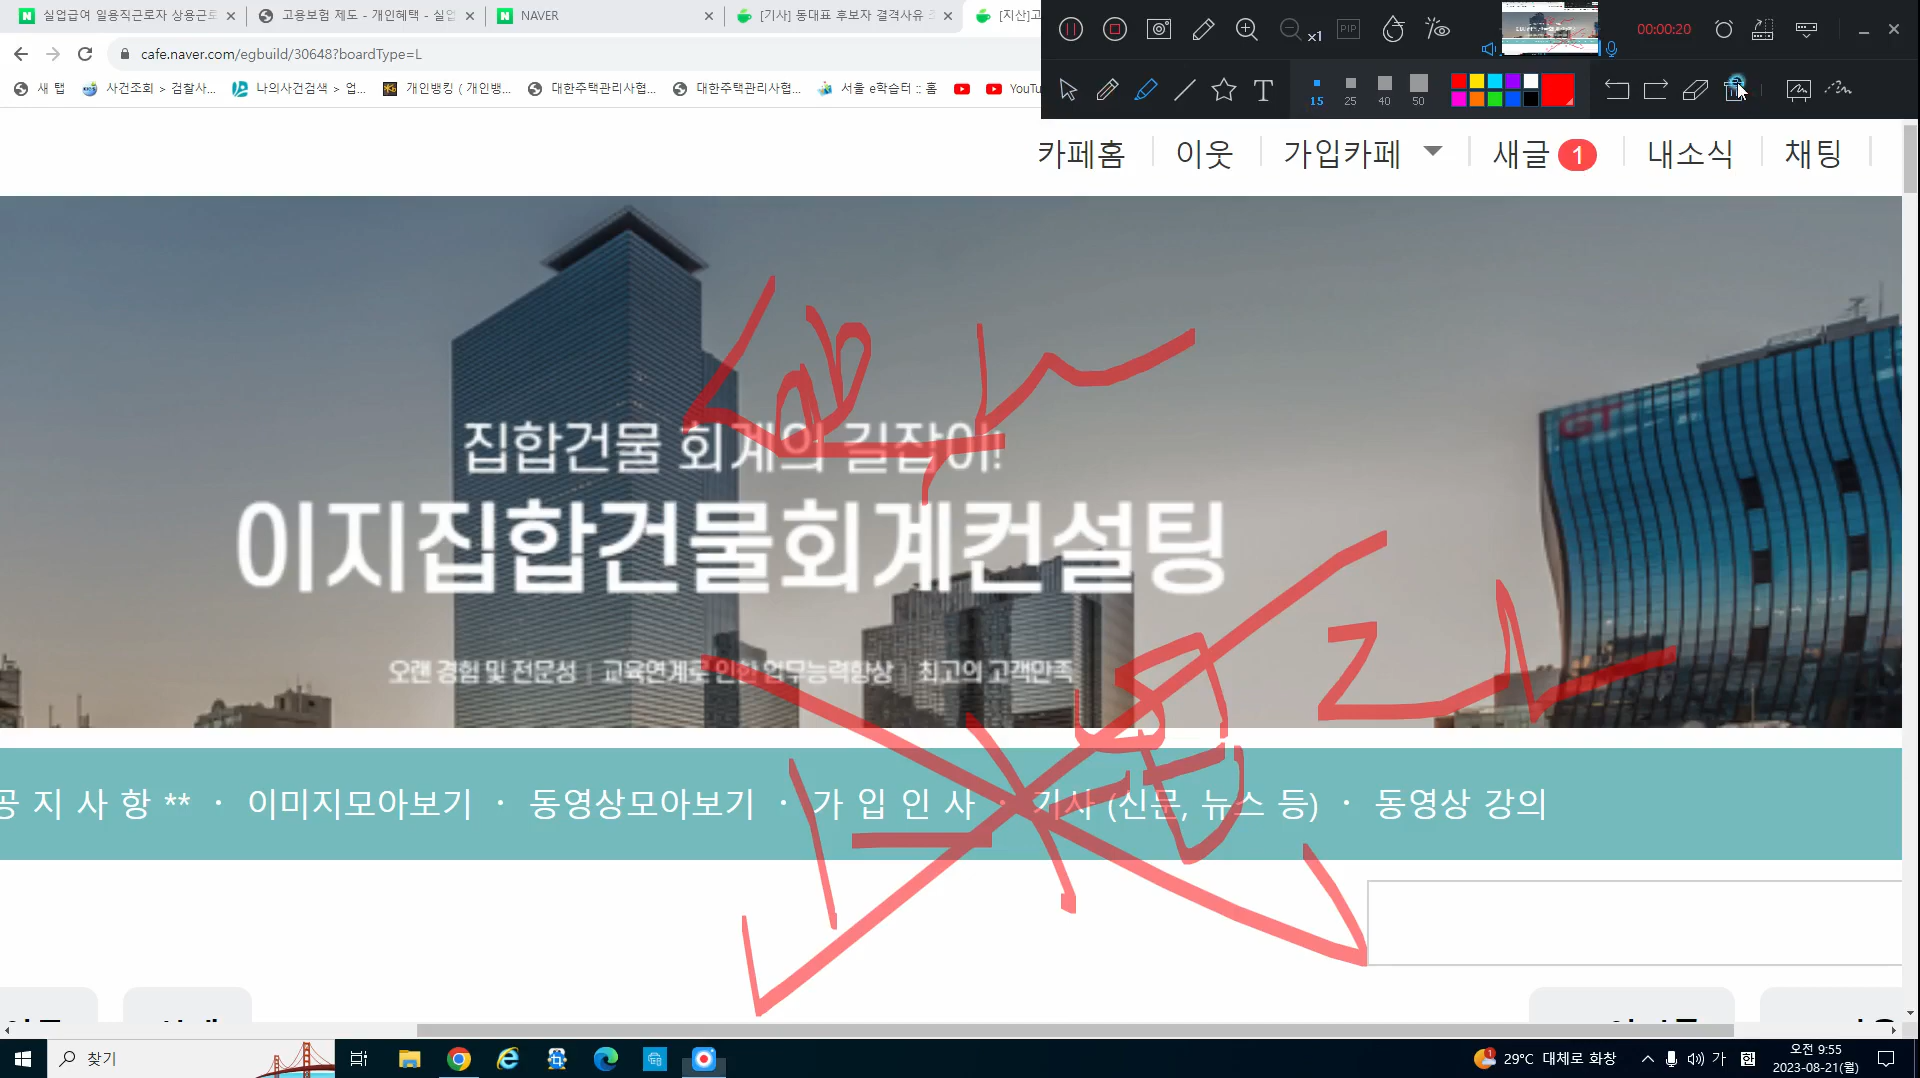 실업급여 일용직근로자 상용근로
고용보험 제도 - 개인혜택 - 실업
NAVER
[기사] 동대표 후보자 결격사유 조
[지산]고
cafe.naver.com/egbuild/30648?boardType=L
새 탭
사건조회 > 검찰사...
나의사건검색 > 업...
개인뱅킹 ( 개인뱅...
대한주택관리사협...
대한주택관리사협...
서울 e학습터 :: 홈
YouTu
x1
PIP
00:00:20
T
15
25
40
50
카페홈
이웃
가입카페
새글 1
내소식
채팅
GT
집합건물 회계의 길잡이!
이지집합건물회계컨설팅
오랜 경험 및 전문성 | 교육연계로 인한 업무능력향상 | 최고의 고객만족
공 지 사 항 ** · 이미지모아보기 · 동영상모아보기 · 가 입 인 사 · 기사 (신문, 뉴스 등) · 동영상 강의
찾기
1
29°C 대체로 화창
가
한
오전 9:55
2023-08-21(월)